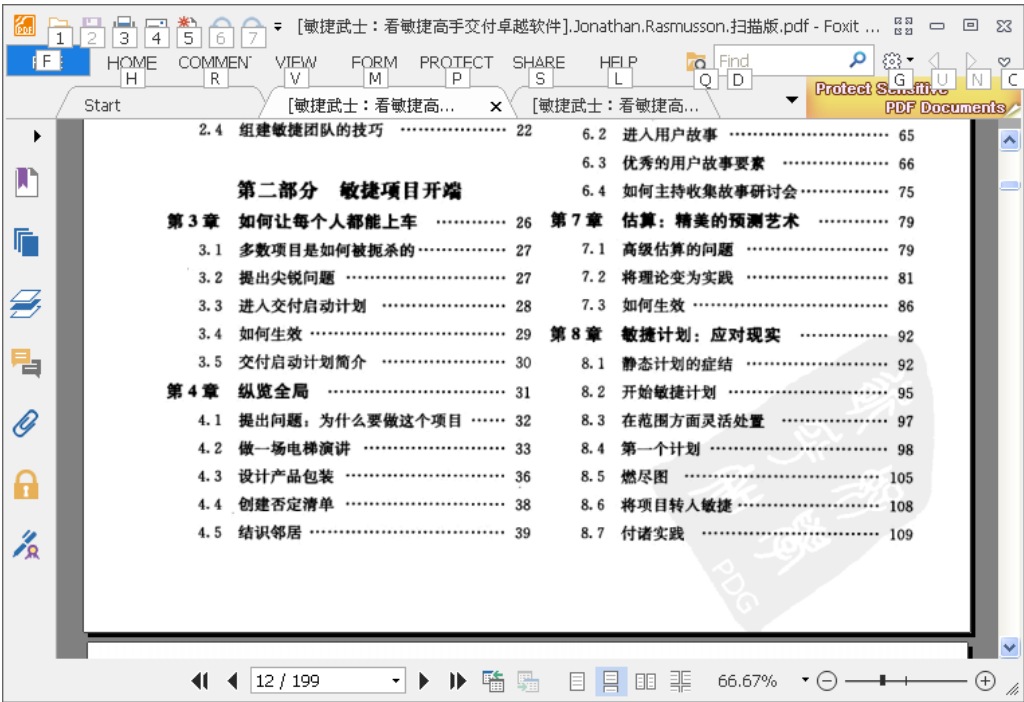 [敏捷武士：看敏捷高手交付卓越软件].Jonathan.Rasmusson.扫描版.pdf - Foxit ...
1 2 3 4 5 6 7
F HOME COMMENT VIEW FORM PROTECT SHARE HELP Find
H R V M P S L Q D G U N C
Start [敏捷武士：看敏捷高... [敏捷武士：看敏捷高...
Protect Sensitive
PDF Documents
2.4 组建敏捷团队的技巧 ……………… 22
第二部分 敏捷项目开端
第3章 如何让每个人都能上车 ………… 26
3.1 多数项目是如何被扼杀的 ………… 27
3.2 提出尖锐问题 ………………… 27
3.3 进入交付启动计划 ……………… 28
3.4 如何生效 …………………… 29
3.5 交付启动计划简介 ……………… 30
第4章 纵览全局 …………………… 31
4.1 提出问题：为什么要做这个项目 …… 32
4.2 做一场电梯演讲 ……………… 33
4.3 设计产品包装 ………………… 36
4.4 创建否定清单 ………………… 38
4.5 结识邻居 …………………… 39
6.2 进入用户故事 ………………… 65
6.3 优秀的用户故事要素 …………… 66
6.4 如何主持收集故事研讨会 ………… 75
第7章 估算：精美的预测艺术 ………… 79
7.1 高级估算的问题 ……………… 79
7.2 将理论变为实践 ……………… 81
7.3 如何生效 …………………… 86
第8章 敏捷计划：应对现实 ………… 92
8.1 静态计划的症结 ……………… 92
8.2 开始敏捷计划 ………………… 95
8.3 在范围方面灵活处置 …………… 97
8.4 第一个计划 …………………… 98
8.5 燃尽图 ……………………… 105
8.6 将项目转入敏捷 ……………… 108
8.7 付诸实践 …………………… 109
PDG
12 / 199
66.67%